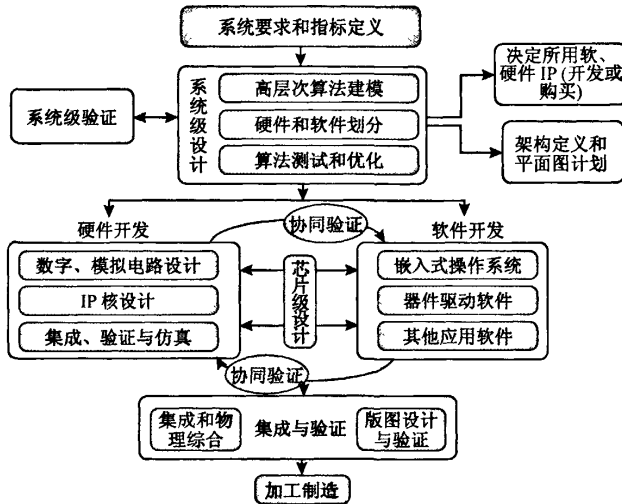 系统要求和指标定义
系统级设计
高层次算法建模
硬件和软件划分
算法测试和优化
系统级验证
决定所用软、
硬件 IP (开发或
购买)
架构定义和
平面图计划
硬件开发
协同验证
软件开发
数字、模拟电路设计
IP 核设计
集成、验证与仿真
芯片级设计
嵌入式操作系统
器件驱动软件
其他应用软件
协同验证
集成和物
理综合
集成与验证
版图设计
与验证
加工制造